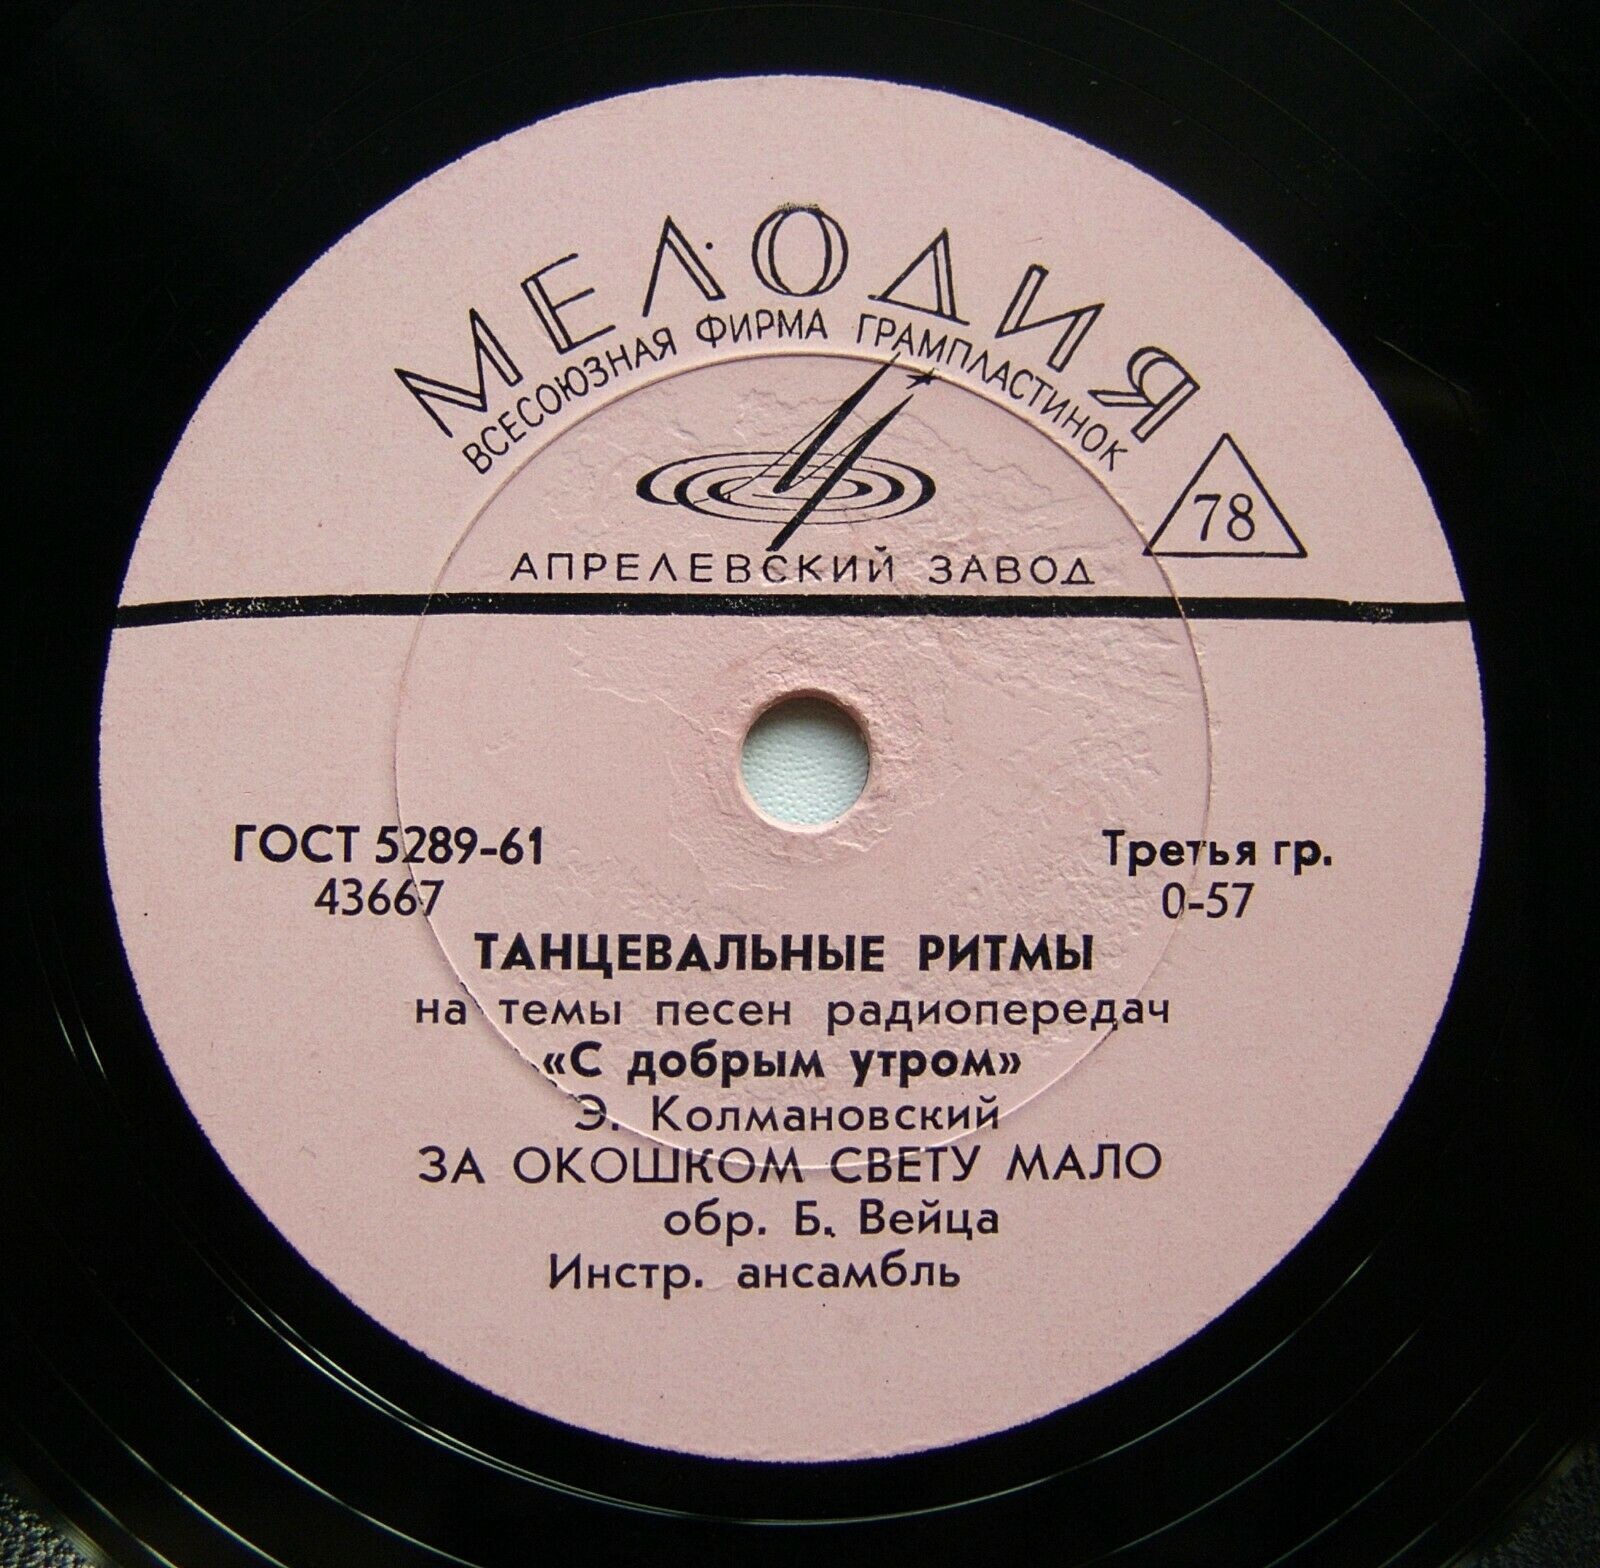 МЕЛОДИЯ
ВСЕСОЮЗНАЯ ФИРМА ГРАМПЛАСТИНОК
78
АПРЕЛЕВСКИЙ ЗАВОД
ГОСТ 5289-61
Третья гр.
43667
0-57
ТАНЦЕВАЛЬНЫЕ РИТМЫ
на темы песен радиопередач
«С добрым утром»
Э. Колмановский
ЗА ОКОШКОМ СВЕТУ МАЛО
обр. Б. Вейца
Инстр. ансамбль